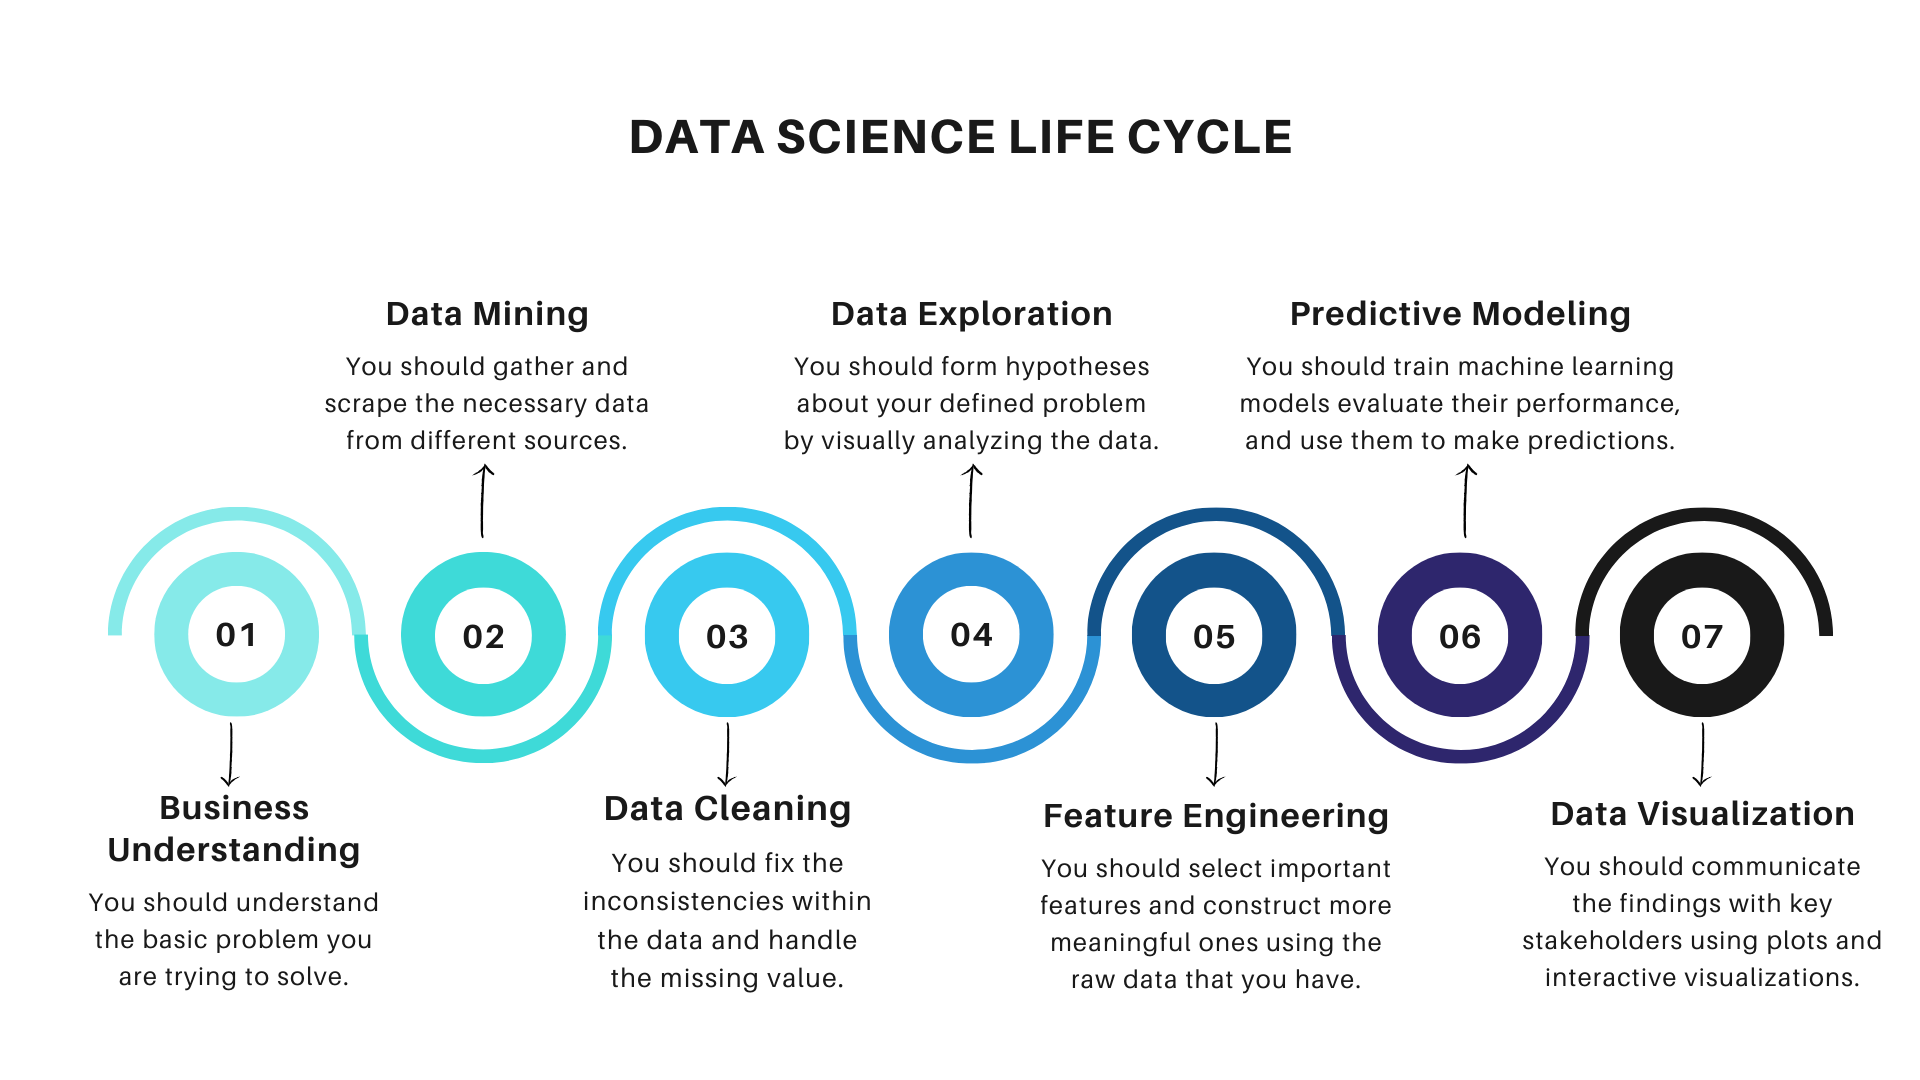 DATA SCIENCE LIFE CYCLE
Data Mining
You should gather and
scrape the necessary data
from different sources.
Data Exploration
You should form hypotheses
about your defined problem
by visually analyzing the data.
Predictive Modeling
You should train machine learning
models evaluate their performance,
and use them to make predictions.
01
02
03
04
05
06
07
Business
Understanding
You should understand
the basic problem you
are trying to solve.
Data Cleaning
You should fix the
inconsistencies within
the data and handle
the missing value.
Feature Engineering
You should select important
features and construct more
meaningful ones using the
raw data that you have.
Data Visualization
You should communicate
the findings with key
stakeholders using plots and
interactive visualizations.